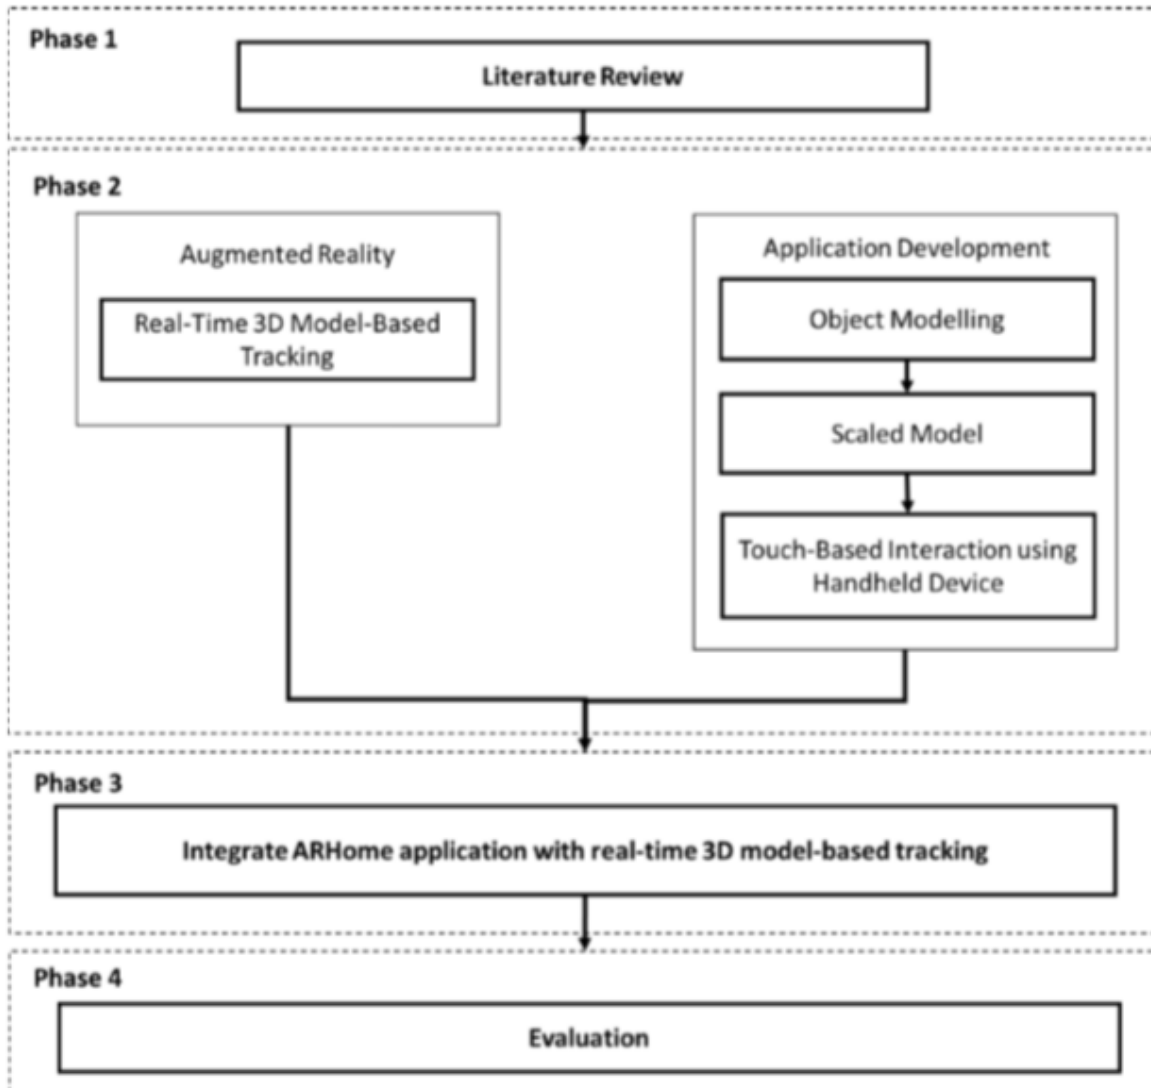 Phase 1
Literature Review
Phase 2
Augmented Reality
Real-Time 3D Model-Based
Tracking
Application Development
Object Modelling
Scaled Model
Touch-Based Interaction using
Handheld Device
Phase 3
Integrate ARHome application with real-time 3D model-based tracking
Phase 4
Evaluation